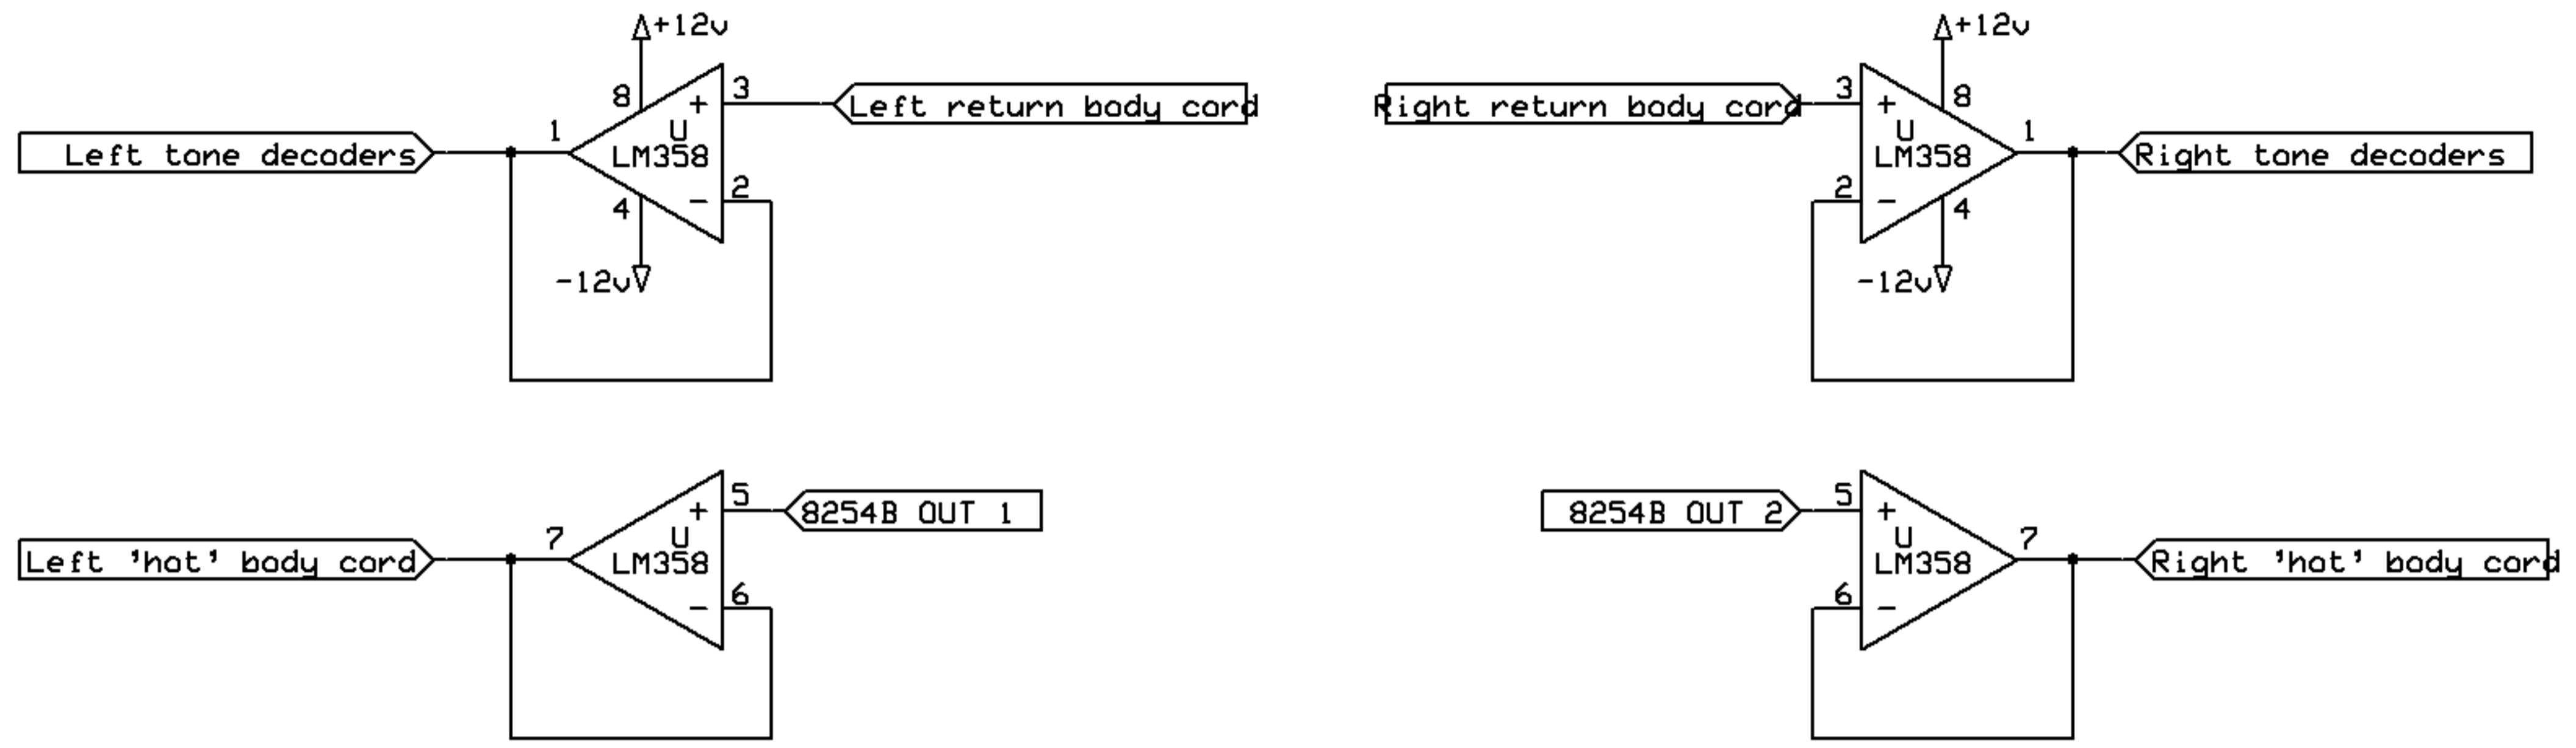 +12v
8
3
+
Left return body cord
1
U
LM358
Left tone decoders
2
-
4
-12v
+12v
Right return body cord
3
+
8
U
LM358
1
Right tone decoders
2
-
4
-12v
5
+
8254B OUT 1
7
U
LM358
Left 'hot' body cord
6
-
8254B OUT 2
5
+
7
U
LM358
Right 'hot' body cord
6
-